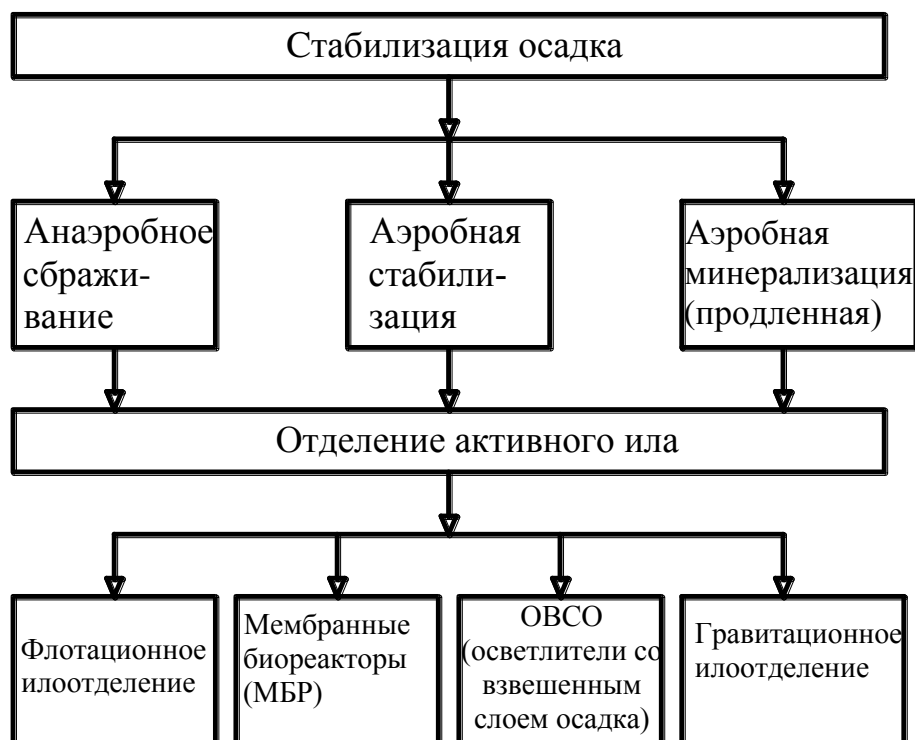 Стабилизация осадка
Анаэробное
сбражи-
вание
Аэробная
стабили-
зация
Аэробная
минерализация
(продленная)
Отделение активного ила
Флотационное
илоотделение
Мембранные
биореакторы
(МБР)
ОВСО
(осветлители со
взвешенным
слоем осадка)
Гравитационное
илоотделение